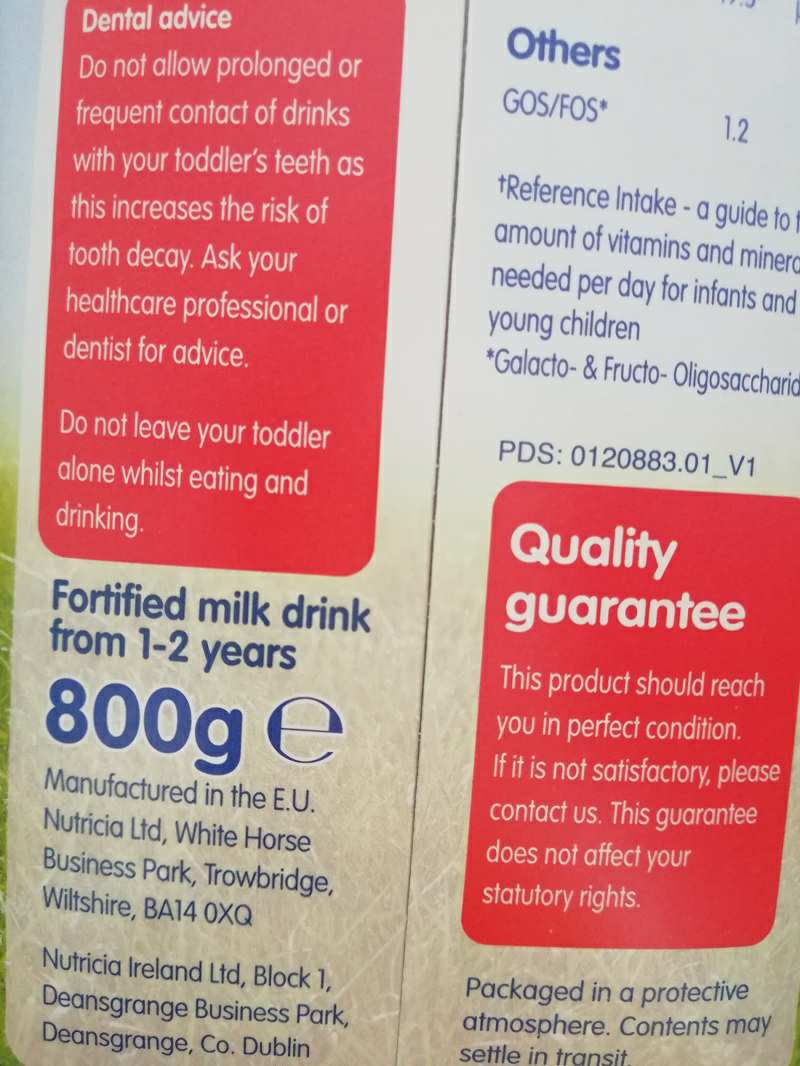 Dental advice
Do not allow prolonged or
frequent contact of drinks
with your toddler's teeth as
this increases the risk of
tooth decay. Ask your
healthcare professional or
dentist for advice.
Do not leave your toddler
alone whilst eating and
drinking.
Fortified milk drink
from 1-2 years
800g ℮
Manufactured in the E.U.
Nutricia Ltd, White Horse
Business Park, Trowbridge,
Wiltshire, BA14 0XQ
Nutricia Ireland Ltd, Block 1,
Deansgrange Business Park,
Deansgrange, Co. Dublin
Others
GOS/FOS* 1.2
†Reference Intake - a guide to
amount of vitamins and
needed per day for infants and
young children
*Galacto- & Fructo-
PDS: 0120883.01_V1
Quality
guarantee
This product should reach
you in perfect condition.
If it is not satisfactory, please
contact us. This guarantee
does not affect your
statutory rights.
Packaged in a protective
atmosphere. Contents may
settle in transit.